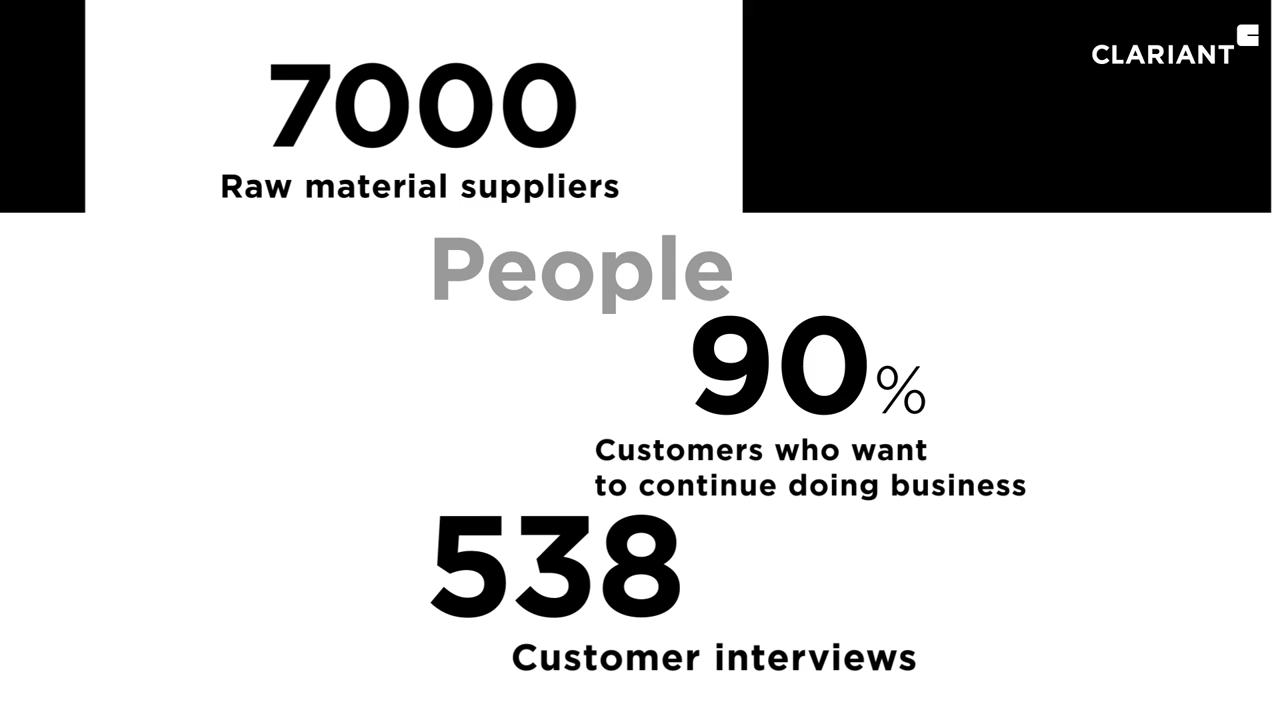 CLARIANT
7000
Raw material suppliers
People
90%
Customers who want
to continue doing business
538
Customer interviews